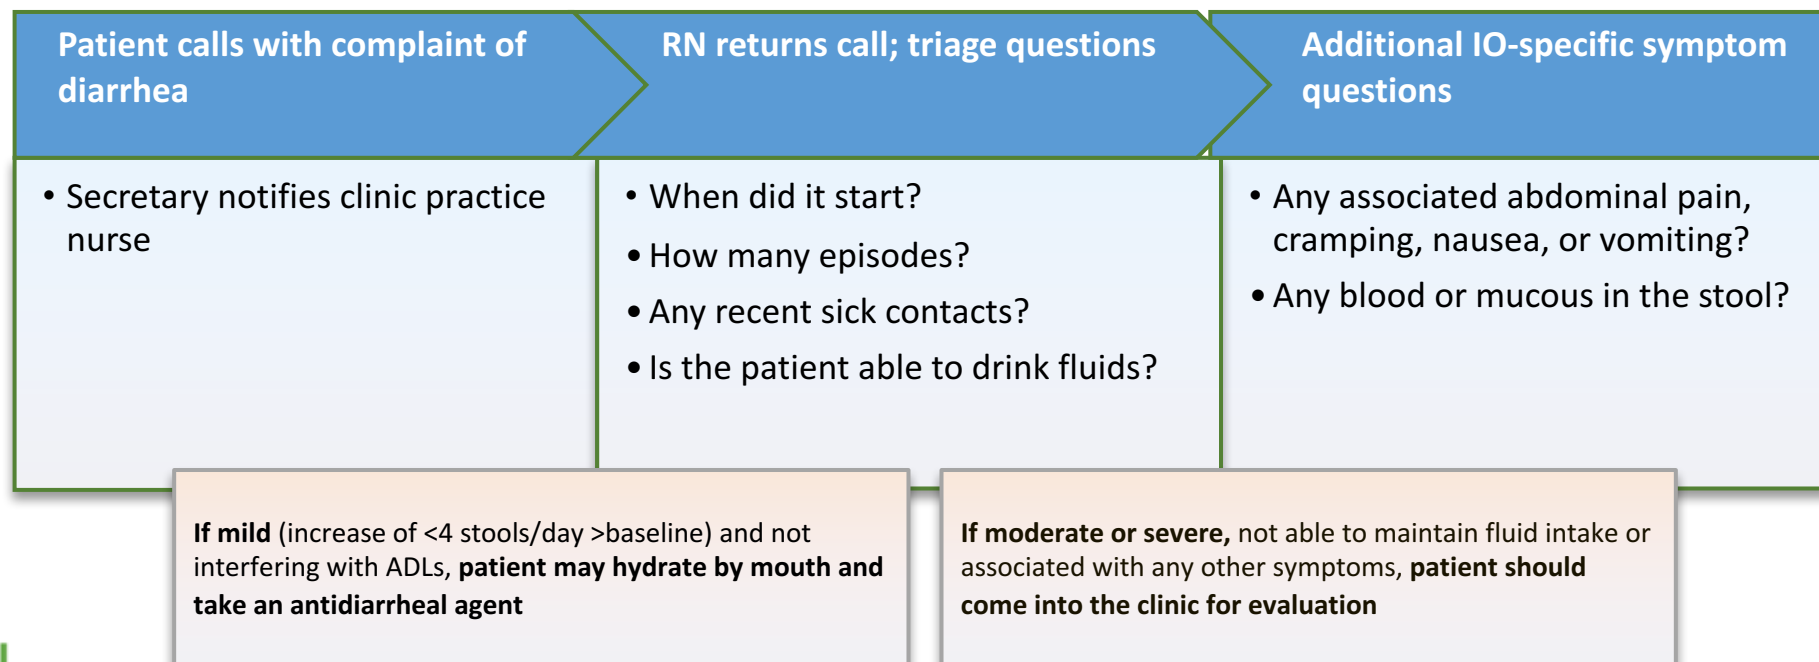 Patient calls with complaint of
diarrhea
• Secretary notifies clinic practice
nurse
RN returns call; triage questions
• When did it start?
• How many episodes?
• Any recent sick contacts?
• Is the patient able to drink fluids?
Additional IO-specific symptom
questions
• Any associated abdominal pain,
cramping, nausea, or vomiting?
• Any blood or mucous in the stool?
If mild (increase of <4 stools/day >baseline) and not
interfering with ADLs, patient may hydrate by mouth and
take an antidiarrheal agent
If moderate or severe, not able to maintain fluid intake or
associated with any other symptoms, patient should
come into the clinic for evaluation